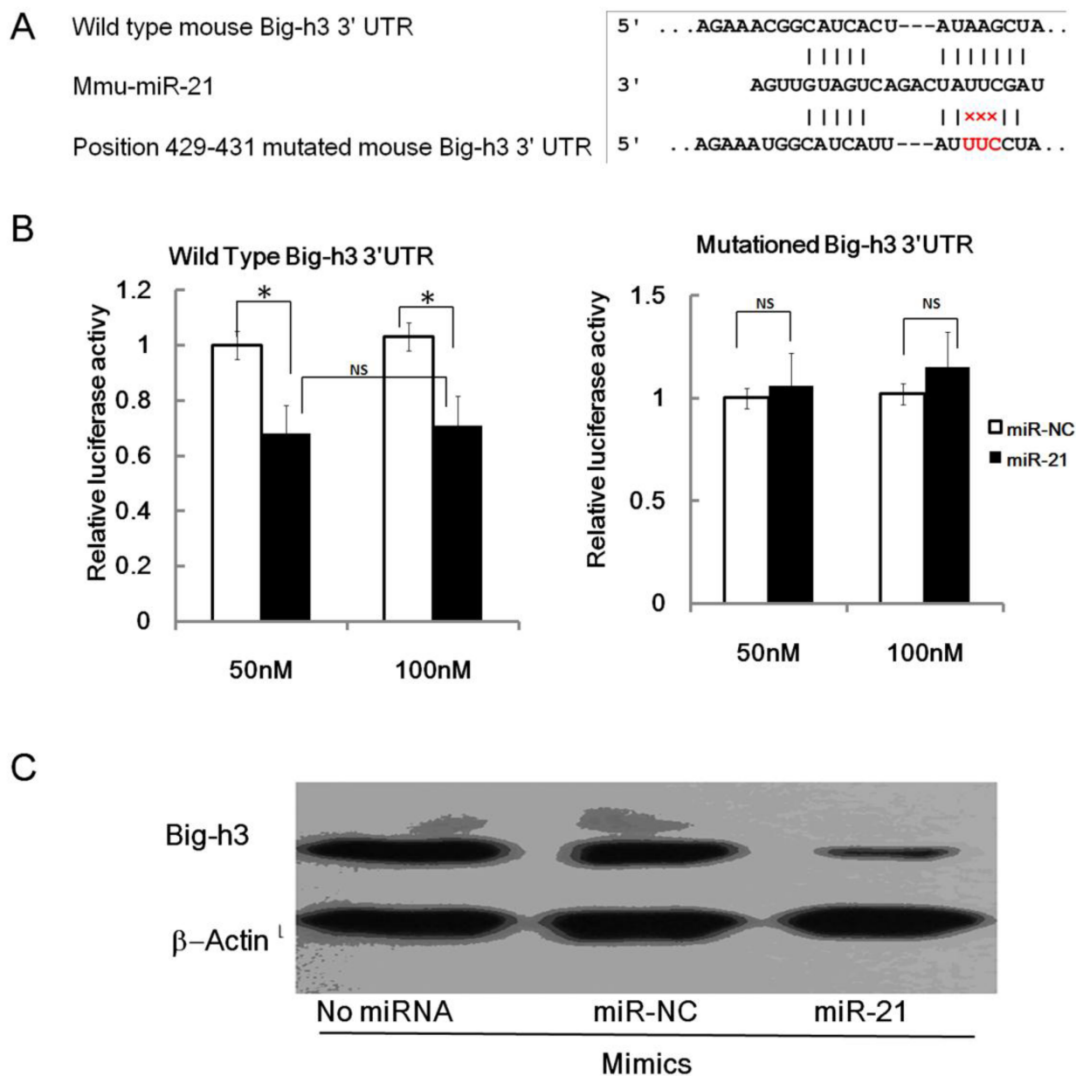 A
Wild type mouse Big-h3 3' UTR
5' ...AGAAACGGCAUCACU---AUAAGCUA..
Mmu-miR-21
3' AGUUGUAGUCAGACUAUUCGAU
×××
Position 429-431 mutated mouse Big-h3 3' UTR
5' ..AGAAAUGGCAUCAUU---AUUUCCUA..
B
Wild Type Big-h3 3'UTR
Relative luciferase activy
1.2
1
0.8
0.6
0.4
0.2
0
*
*
NS
50nM
100nM
Mutationed Big-h3 3'UTR
Relative luciferase activy
1.5
1
0.5
0
NS
NS
50nM
100nM
miR-NC
miR-21
C
Big-h3
β-Actin
No miRNA
miR-NC
miR-21
Mimics